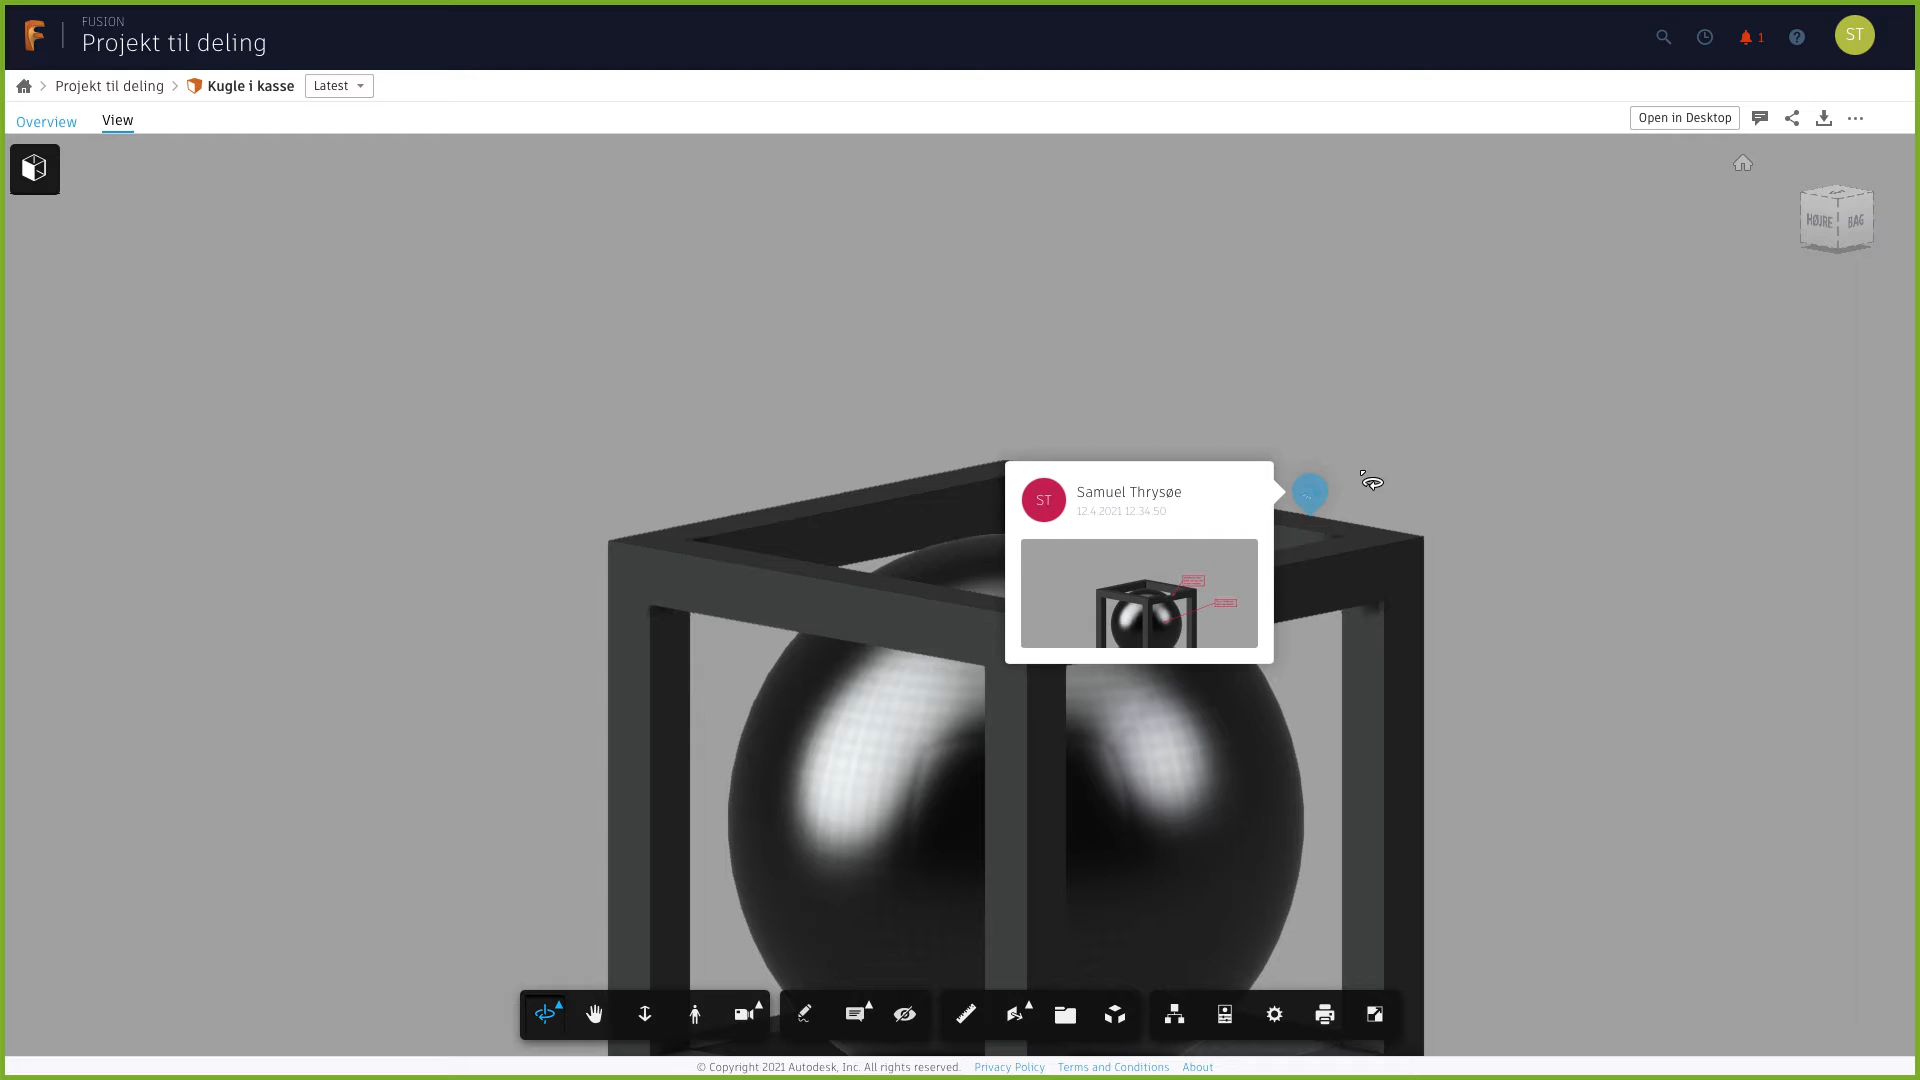 FUSION
Projekt til deling
1
ST
Projekt til deling
Kugle i kasse
Latest
Overview
View
Open in Desktop
HØJRE
BAG
ST
Samuel Thrysøe
12.4.2021 12.34.50
© Copyright 2021 Autodesk, Inc. All rights reserved.
Privacy Policy
Terms and Conditions
About